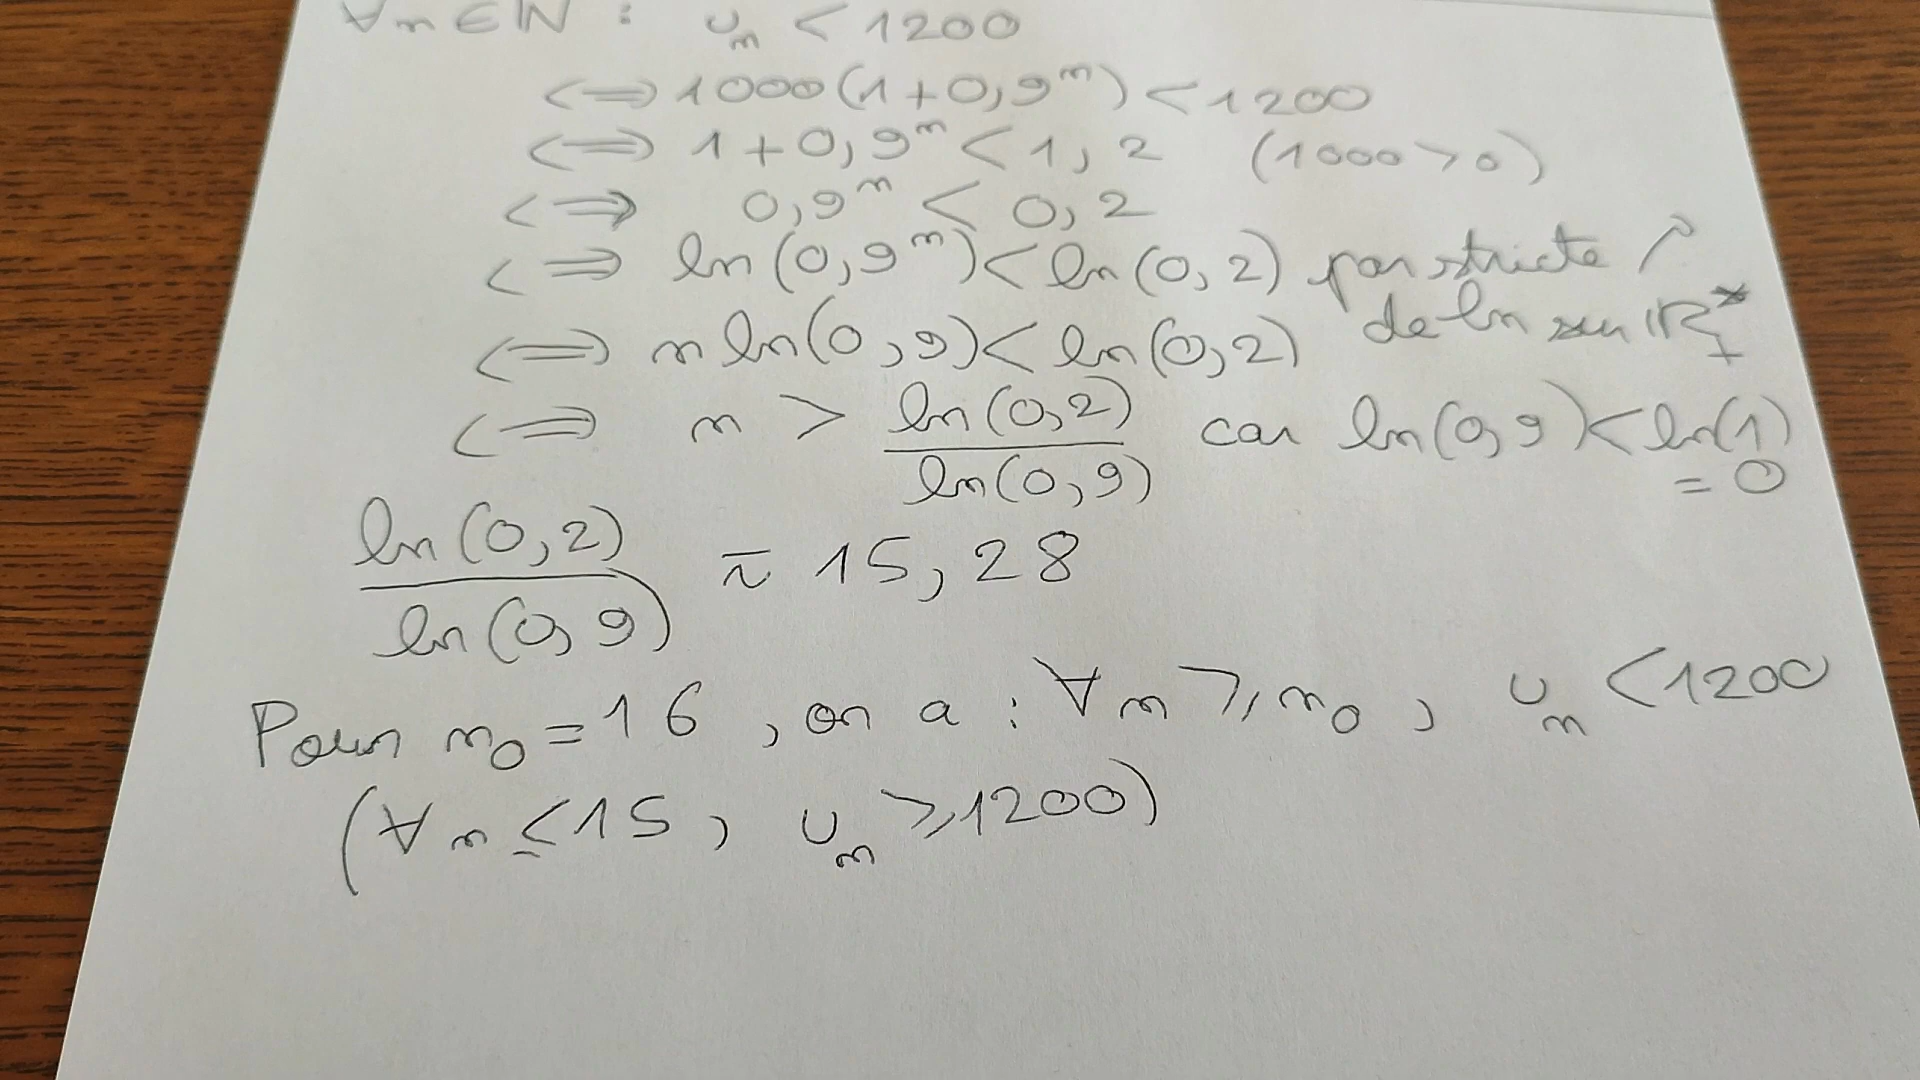 ∀n ∈ ℕ : uₙ < 1200
⟺ 1000(1+0,9ⁿ) < 1200
⟺ 1+0,9ⁿ < 1,2 (1000>0)
⟺ 0,9ⁿ < 0,2
⟺ ln(0,9ⁿ) < ln(0,2) par stricte ↗
de ln sur ℝ₊*
⟺ n ln(0,9) < ln(0,2)
⟺ n > ln(0,2)/ln(0,9) car ln(0,9) < ln(1)
= 0
ln(0,2)/ln(0,9) ≈ 15,28
Pour n₀ = 16, on a : ∀n ⩾ n₀, uₙ < 1200
(∀n ≤ 15, uₙ ⩾ 1200)